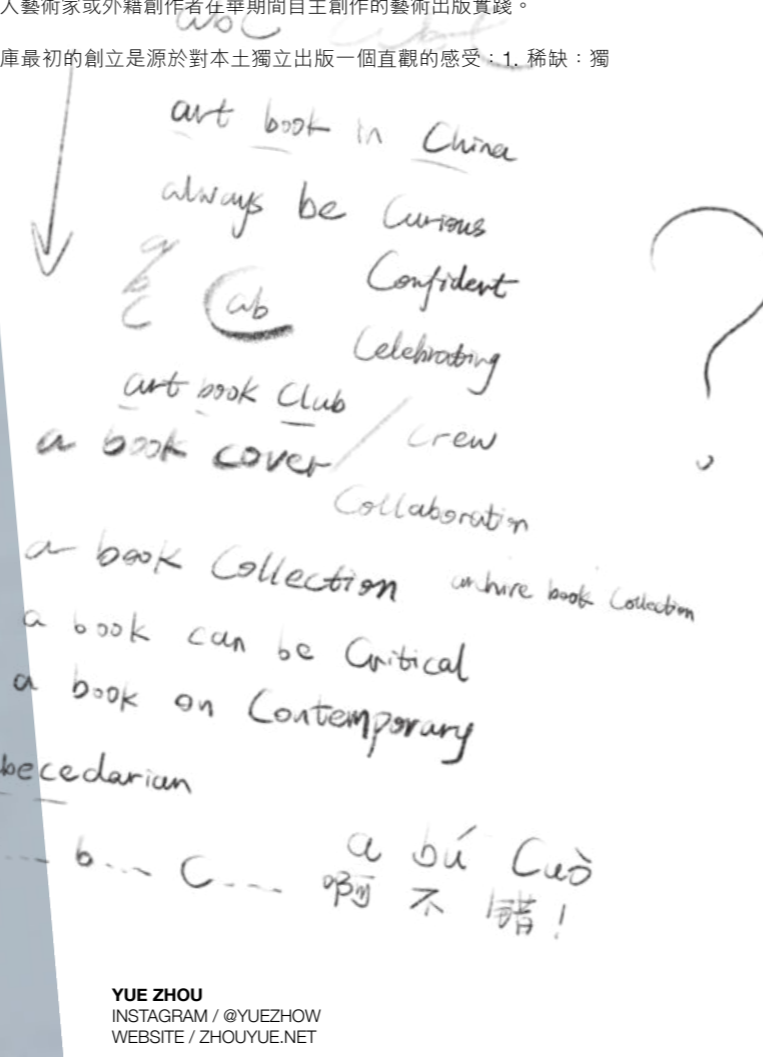 人藝術家或外籍創作者在華期間自主創作的藝術出版實踐。
abc
庫最初的創立是源於對本土獨立出版一個直觀的感受：1. 稀缺：獨
art book in China
always be Curious
Confident
a
b
c
Cab
Celebrating
art book Club
Crew
a book cover
Collaboration
a book Collection
book Collection
a book can be Critical
a book on Contemporary
becedarian
... b... C....
a bú Cuò
啊 不 错！
?
YUE ZHOU
INSTAGRAM / @YUEZHOW
WEBSITE / ZHOUYUE.NET